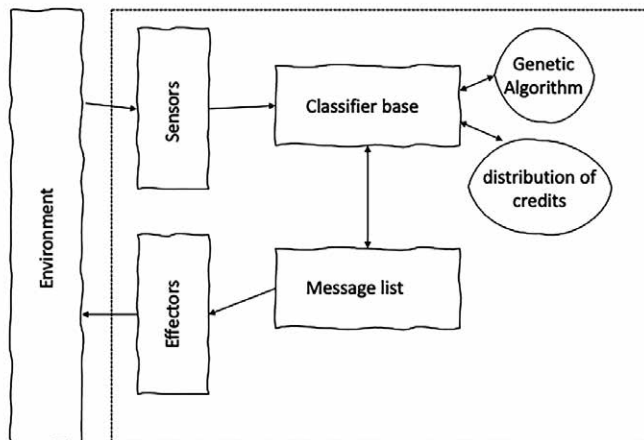 Environment
Sensors
Classifier base
Genetic
Algorithm
distribution of
credits
Effectors
Message list